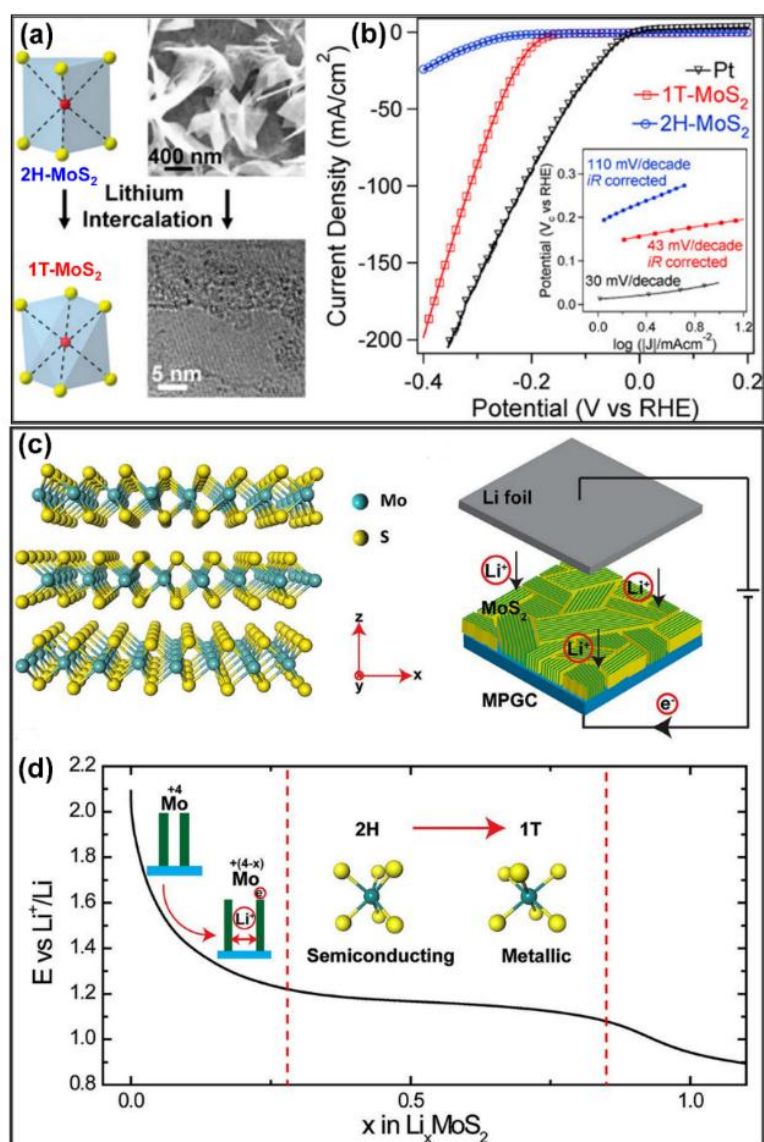 (a)
2H-MoS2
400 nm
Lithium
Intercalation
1T-MoS2
5 nm
(b)
Current Density (mA/cm2)
0
-50
-100
-150
-200
Pt
1T-MoS2
2H-MoS2
Potential (Vc vs RHE)
0.3
0.2
0.1
0.0
110 mV/decade
iR corrected
43 mV/decade
iR corrected
30 mV/decade
0.0 0.4 0.8 1.2
log (|J|/mAcm-2)
-0.4 -0.2 0.0 0.2
Potential (V vs RHE)
(c)
Mo
S
z
y
x
Li foil
Li+
Li+
MoS2
Li+
MPGC
e-
(d)
E vs Li+/Li
2.2
2.0
1.8
1.6
1.4
1.2
1.0
0.8
+4
Mo
+(4-x)
Mo
e
Li+
2H
1T
Semiconducting
Metallic
0.0 0.5 1.0
x in LixMoS2